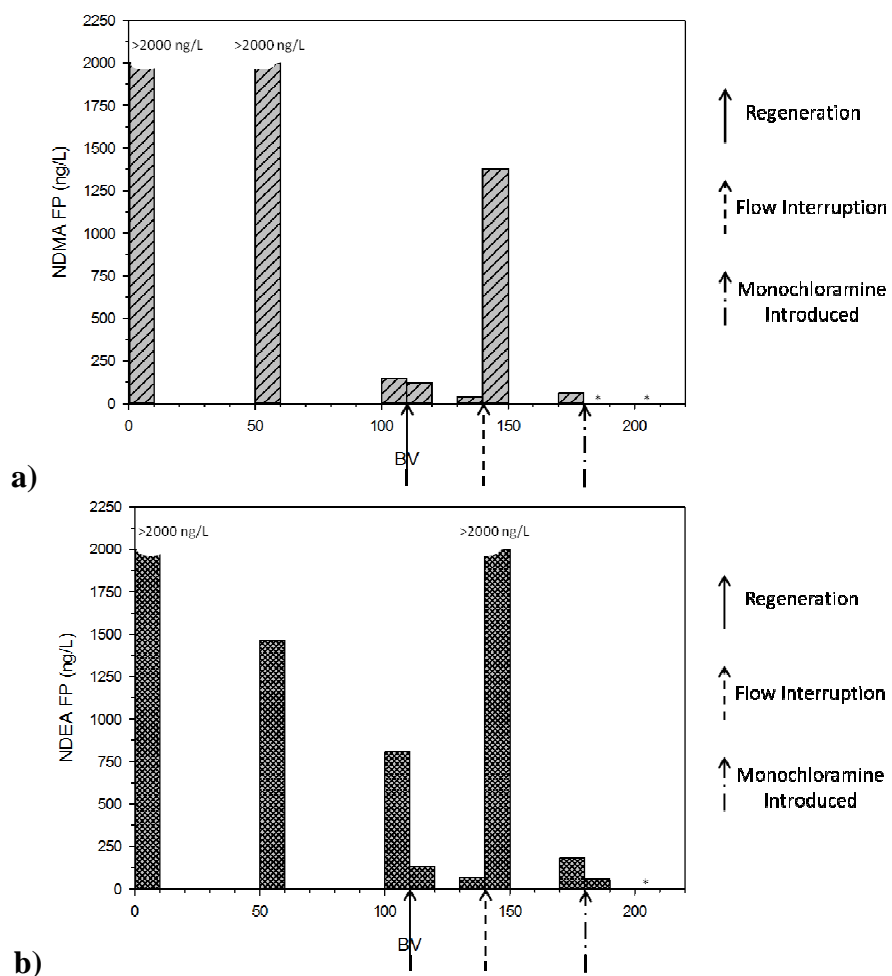 >2000 ng/L >2000 ng/L
2250
2000
1750
1500
1250
1000
750
500
250
0
NDMA FP (ng/L)
* *
0 50 100 150 200
BV
Regeneration
Flow Interruption
Monochloramine
Introduced
a)
2250
2000
1750
1500
1250
1000
750
500
250
0
NDEA FP (ng/L)
>2000 ng/L >2000 ng/L
*
0 50 100 150 200
BV
Regeneration
Flow Interruption
Monochloramine
Introduced
b)